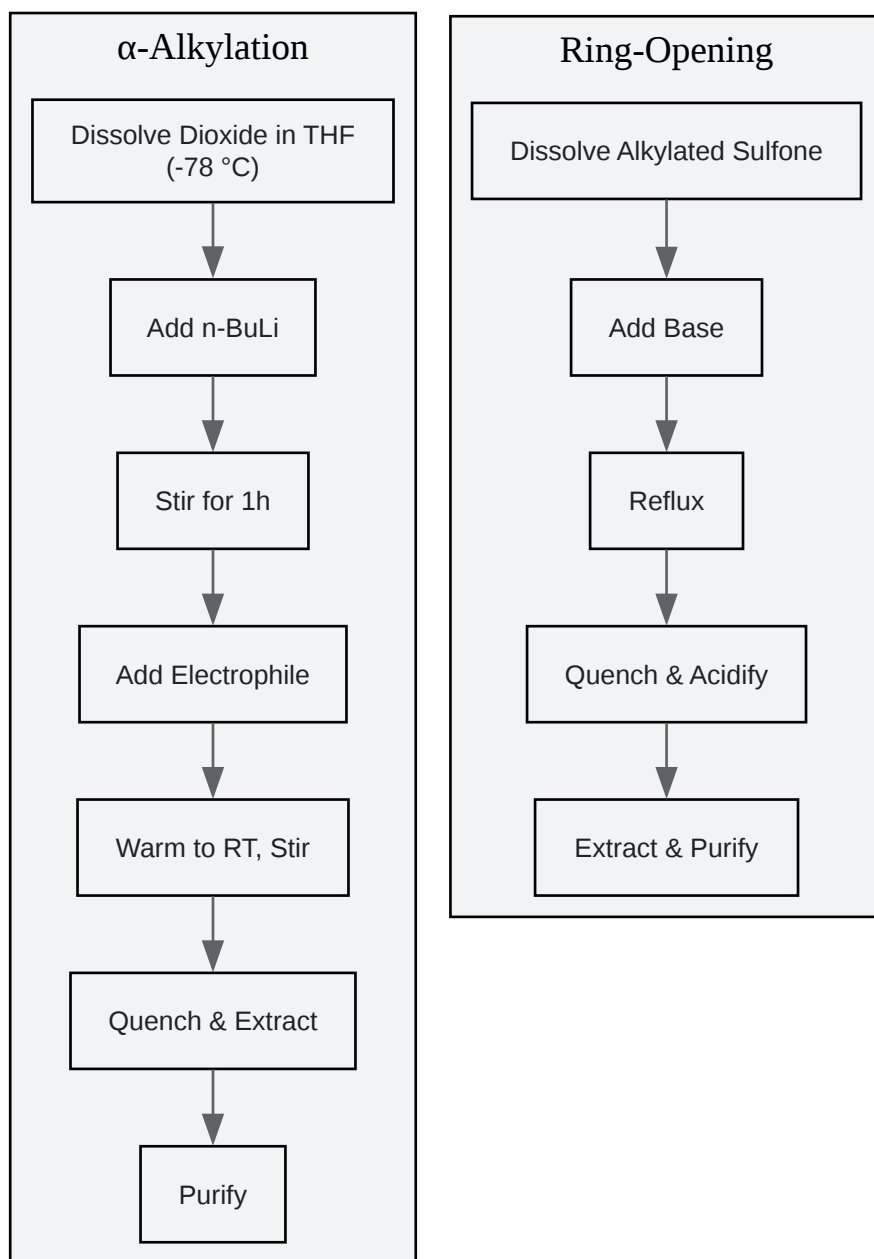 α-Alkylation
Dissolve Dioxide in THF
(-78 °C)
Add n-BuLi
Stir for 1h
Add Electrophile
Warm to RT, Stir
Quench & Extract
Purify
Ring-Opening
Dissolve Alkylated Sulfone
Add Base
Reflux
Quench & Acidify
Extract & Purify